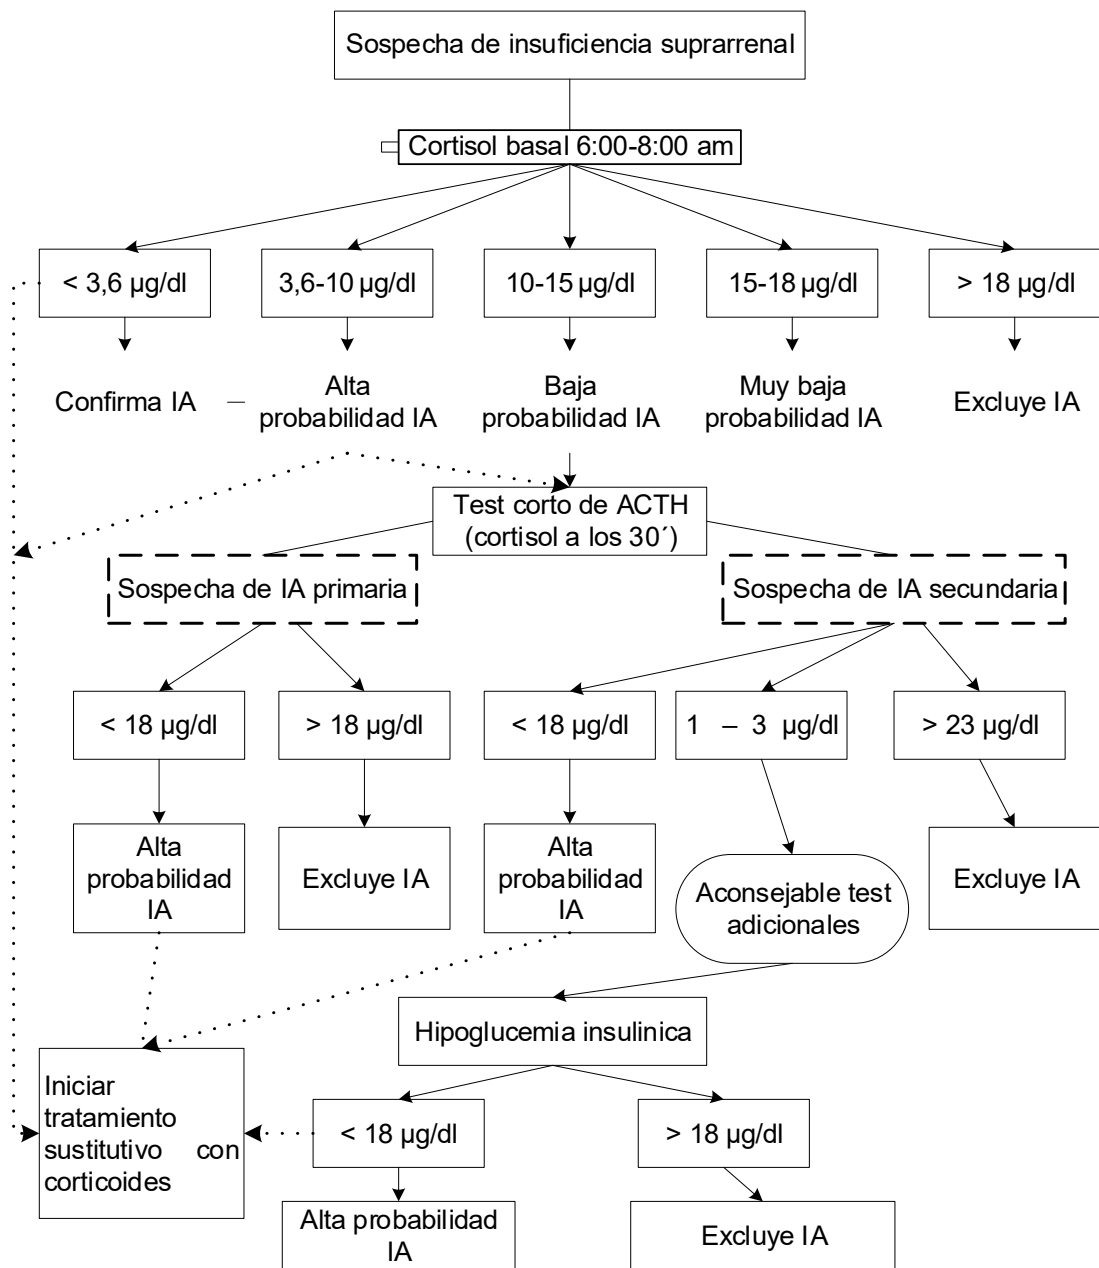 Sospecha de insuficiencia suprarrenal
Cortisol basal 6:00-8:00 am
< 3,6 µg/dl
3,6-10 µg/dl
10-15 µg/dl
15-18 µg/dl
> 18 µg/dl
Confirma IA
–
Alta
probabilidad IA
Baja
probabilidad IA
Muy baja
probabilidad IA
Excluye IA
Test corto de ACTH
(cortisol a los 30´)
Sospecha de IA primaria
Sospecha de IA secundaria
< 18 µg/dl
> 18 µg/dl
< 18 µg/dl
1 – 3 µg/dl
> 23 µg/dl
Alta
probabilidad
IA
Excluye IA
Alta
probabilidad
IA
Aconsejable test
adicionales
Excluye IA
Hipoglucemia insulinica
Iniciar
tratamiento
sustitutivo con
corticoides
< 18 µg/dl
> 18 µg/dl
Alta probabilidad
IA
Excluye IA